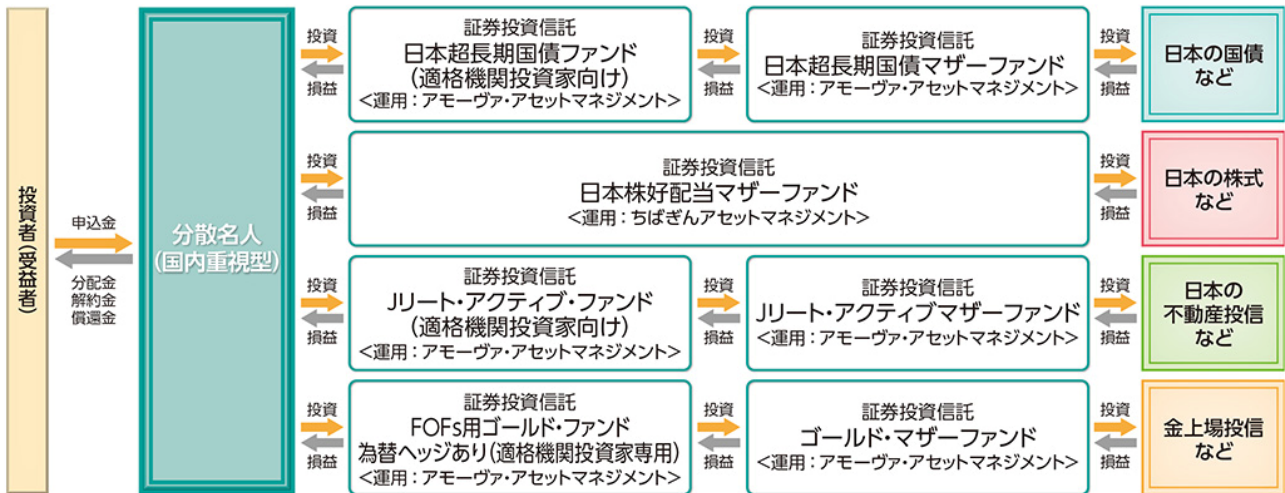 投資者(受益者)
申込金
分配金
解約金
償還金
分散名人
(国内重視型)
投資
損益
証券投資信託
日本超長期国債ファンド
(適格機関投資家向け)
<運用:アモーヴァ・アセットマネジメント>
投資
損益
証券投資信託
日本超長期国債マザーファンド
<運用:アモーヴァ・アセットマネジメント>
投資
損益
日本の国債
など
投資
損益
証券投資信託
日本株好配当マザーファンド
<運用:ちばぎんアセットマネジメント>
投資
損益
日本の株式
など
投資
損益
証券投資信託
Jリート・アクティブ・ファンド
(適格機関投資家向け)
<運用:アモーヴァ・アセットマネジメント>
投資
損益
証券投資信託
Jリート・アクティブマザーファンド
<運用:アモーヴァ・アセットマネジメント>
投資
損益
日本の
不動産投信
など
投資
損益
証券投資信託
FOFs用ゴールド・ファンド
為替ヘッジあり(適格機関投資家専用)
<運用:アモーヴァ・アセットマネジメント>
投資
損益
証券投資信託
ゴールド・マザーファンド
<運用:アモーヴァ・アセットマネジメント>
投資
損益
金上場投信
など